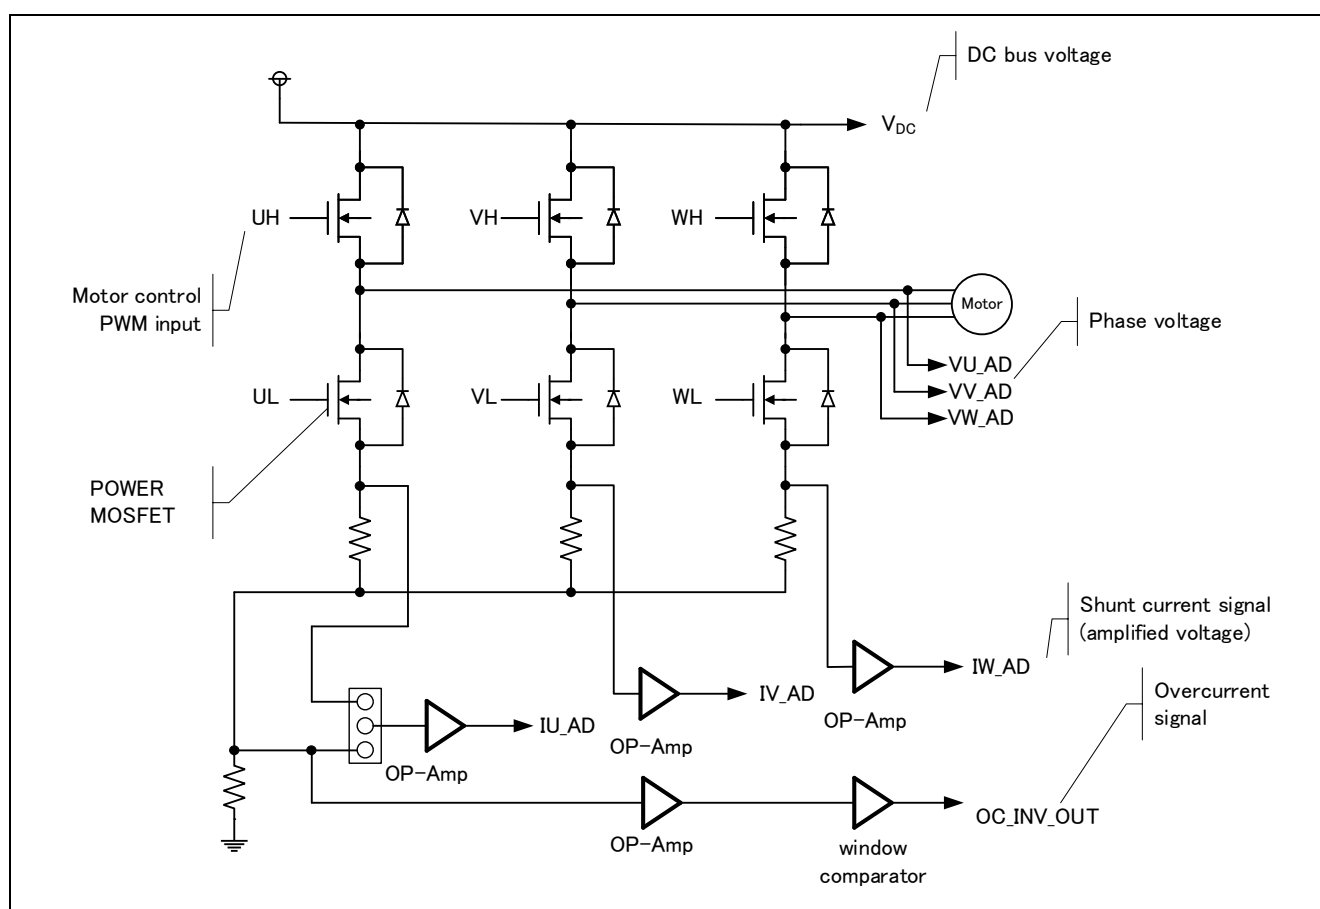 DC bus voltage
VDC
UH
VH
WH
Motor control
PWM input
Motor
Phase voltage
VU_AD
VV_AD
VW_AD
UL
VL
WL
POWER
MOSFET
Shunt current signal
(amplified voltage)
IW_AD
OP-Amp
IV_AD
OP-Amp
Overcurrent
signal
IU_AD
OP-Amp
OC_INV_OUT
OP-Amp
window
comparator